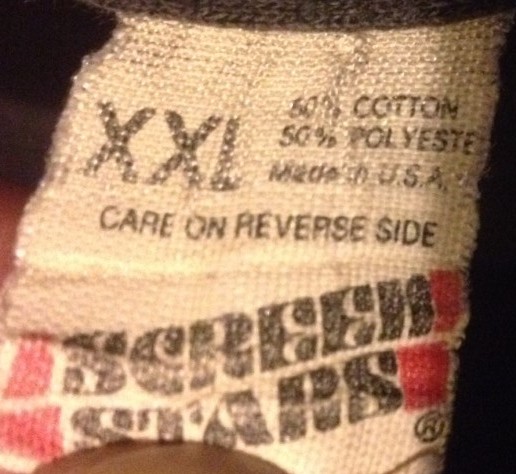 XXL
50% COTTON
50% POLYESTE
Made in U.S.A.
CARE ON REVERSE SIDE
SCREEN
STARS
®